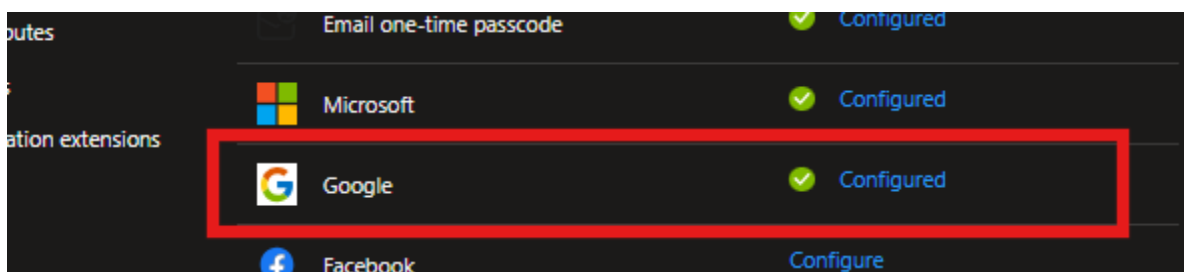 Email one-time passcode Configured
butes
Microsoft Configured
ation extensions
Google Configured
Facebook Configure